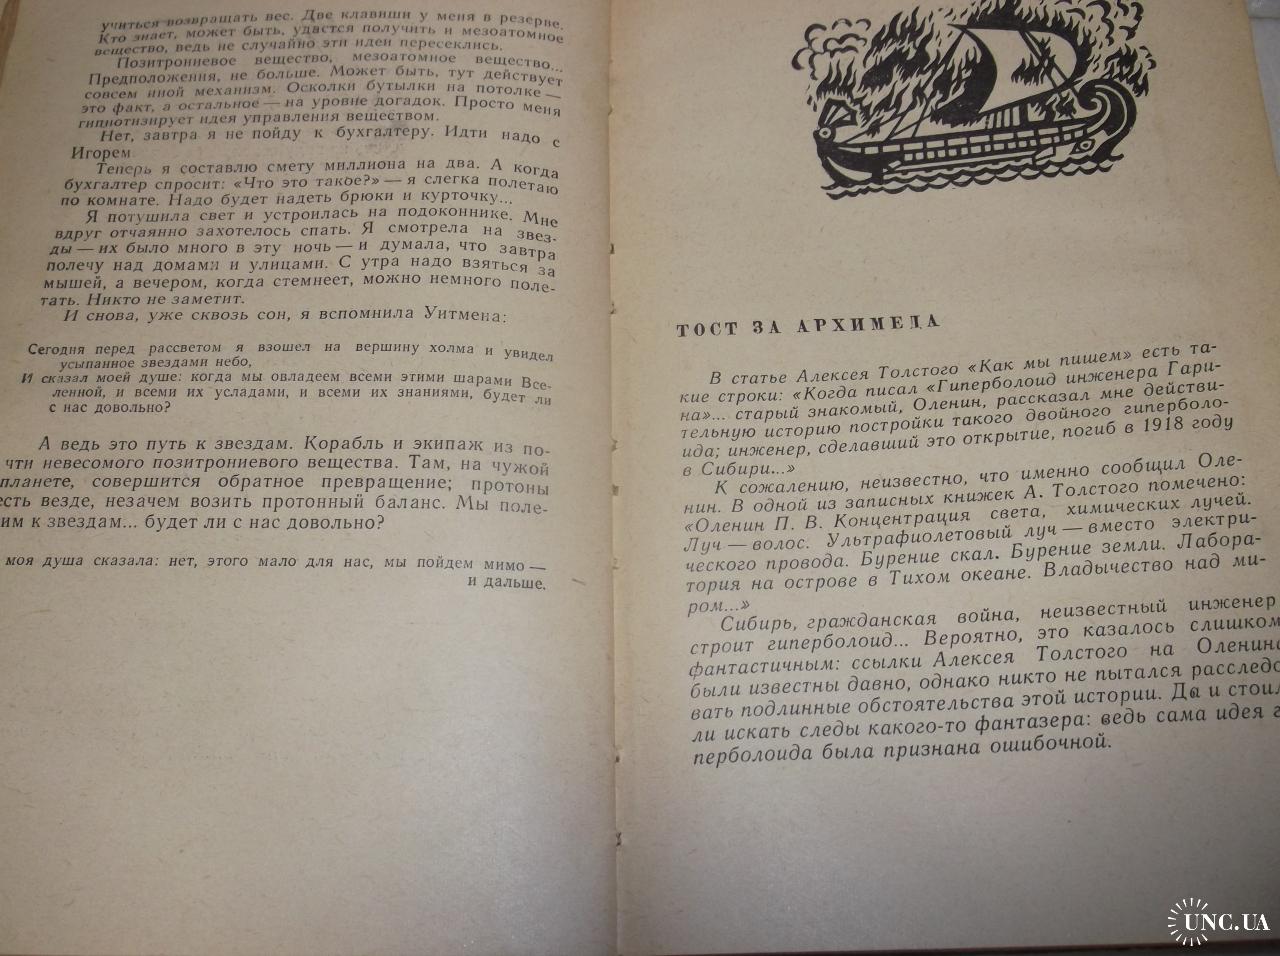 учиться возвращать вес. Две клавиши у меня в резерве.
Кто знает, может быть, удастся получить и мезоатомное
вещество, ведь не случайно эти идеи пересеклись.
Позитрониевое вещество, мезоатомное вещество...
Предположения, не больше. Может быть, тут действует
совсем иной механизм. Осколки бутылки на потолке —
это факт, а остальное — на уровне догадок. Просто меня
гипнотизирует идея управления веществом.
Нет, завтра я не пойду к бухгалтеру. Идти надо с
Игорем
Теперь я составлю смету миллиона на два. А когда
бухгалтер спросит: «Что это такое?» — я слегка полетаю
по комнате. Надо будет надеть брюки и курточку...
Я потушила свет и устроилась на подоконнике. Мне
вдруг отчаянно захотелось спать. Я смотрела на звез-
ды — их было много в эту ночь — и думала, что завтра
полечу над домами и улицами. С утра надо взяться за
мышей, а вечером, когда стемнеет, можно немного поле-
тать. Никто не заметит.
И снова, уже сквозь сон, я вспомнила Уитмена:
Сегодня перед рассветом я взошел на вершину холма и увидел
усыпанное звездами небо,
И сказал моей душе: когда мы овладеем всеми этими шарами Все-
ленной, и всеми их усладами, и всеми их знаниями, будет ли
с нас довольно?
А ведь это путь к звездам. Корабль и экипаж из по-
чти невесомого позитрониевого вещества. Там, на чужой
планете, совершится обратное превращение; протоны
есть везде, незачем возить протонный баланс. Мы поле-
им к звездам... будет ли с нас довольно?
моя душа сказала: нет, этого мало для нас, мы пойдем мимо —
и дальше.
ТОСТ ЗА АРХИМЕДА
В статье Алексея Толстого «Как мы пишем» есть та-
кие строки: «Когда писал «Гиперболоид инженера Гари-
на»... старый знакомый, Оленин, рассказал мне действи-
тельную историю постройки такого двойного гиперболо-
ида; инженер, сделавший это открытие, погиб в 1918 году
в Сибири...»
К сожалению, неизвестно, что именно сообщил Оле-
нин. В одной из записных книжек А. Толстого помечено:
«Оленин П. В. Концентрация света, химических лучей.
Луч — волос. Ультрафиолетовый луч — вместо электри-
ческого провода. Бурение скал. Бурение земли. Лабора-
тория на острове в Тихом океане. Владычество над ми-
ром...»
Сибирь, гражданская война, неизвестный инженер
строит гиперболоид... Вероятно, это казалось слишком
фантастичным: ссылки Алексея Толстого на Оленина
были известны давно, однако никто не пытался расследо
вать подлинные обстоятельства этой истории. Да и стоил
ли искать следы какого-то фантазера: ведь сама идея г
перболоида была признана ошибочной.
UNC.UA